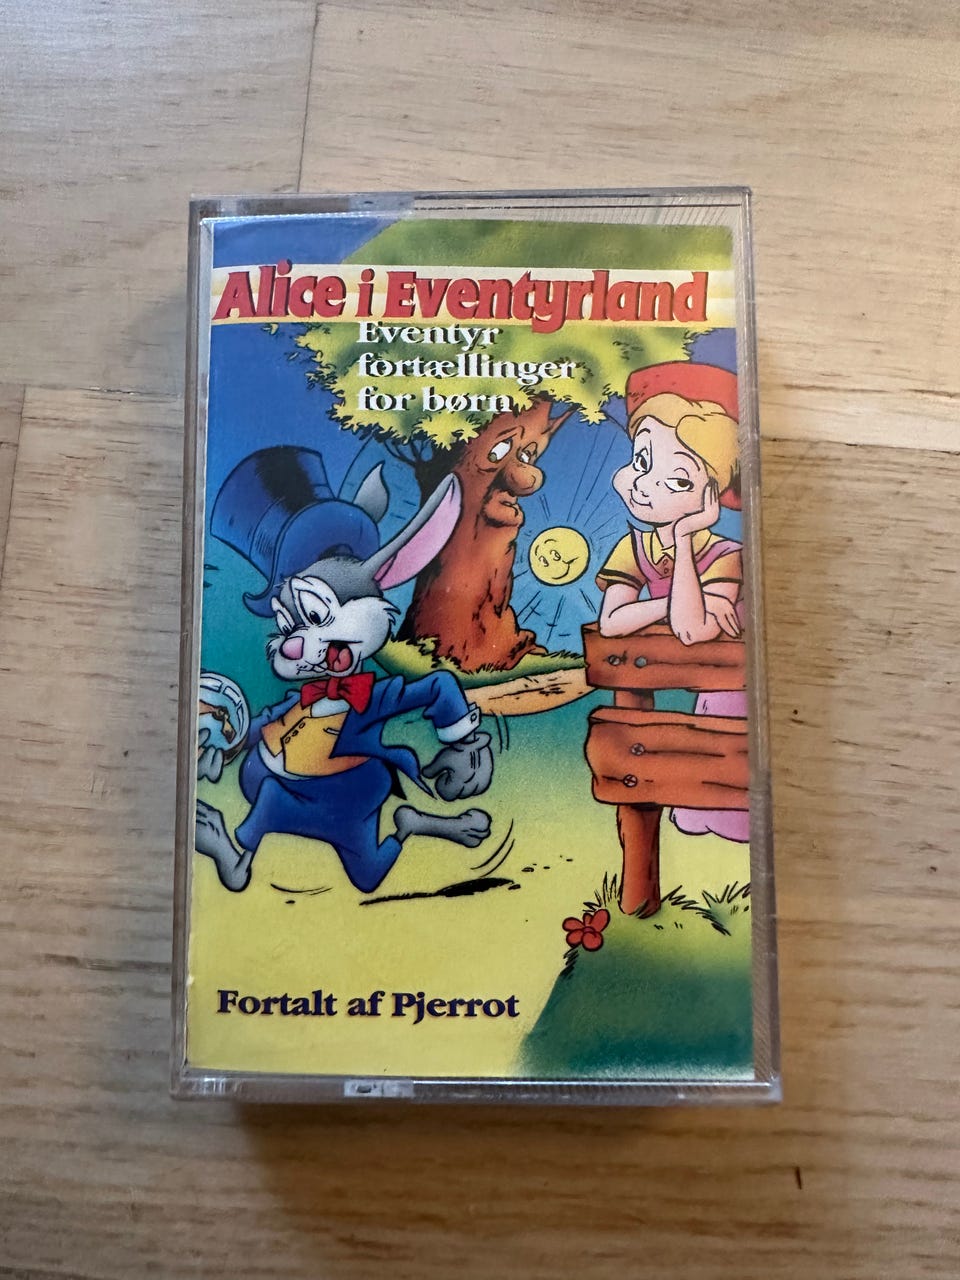 Alice i Eventyrland
Eventyr
fortællinger
for børn
Fortalt af Pjerrot